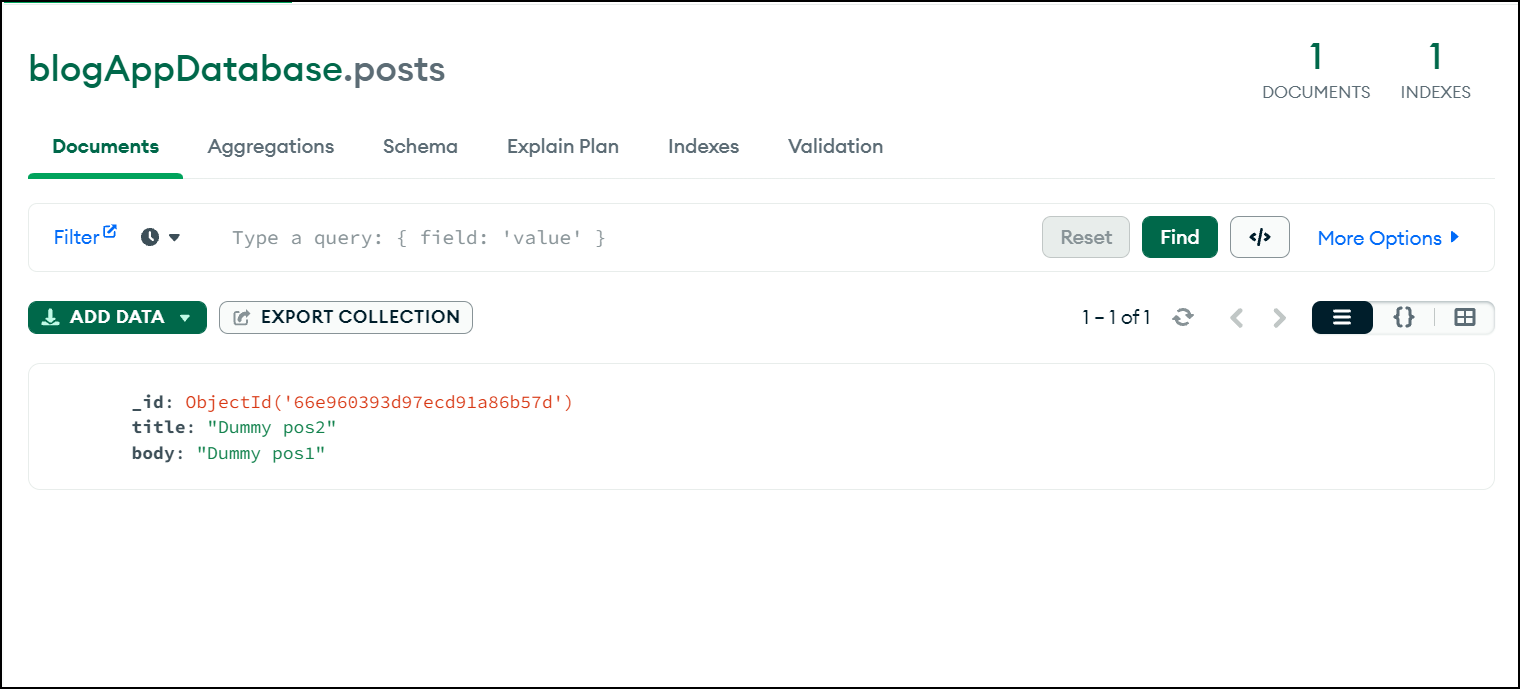 blogAppDatabase.posts
1
DOCUMENTS
1
INDEXES
Documents Aggregations Schema Explain Plan Indexes Validation
Filter Type a query: { field: 'value' } Reset Find </> More Options
ADD DATA EXPORT COLLECTION 1 – 1 of 1 {}
_id: ObjectId('66e960393d97ecd91a86b57d')
title: "Dummy pos2"
body: "Dummy pos1"